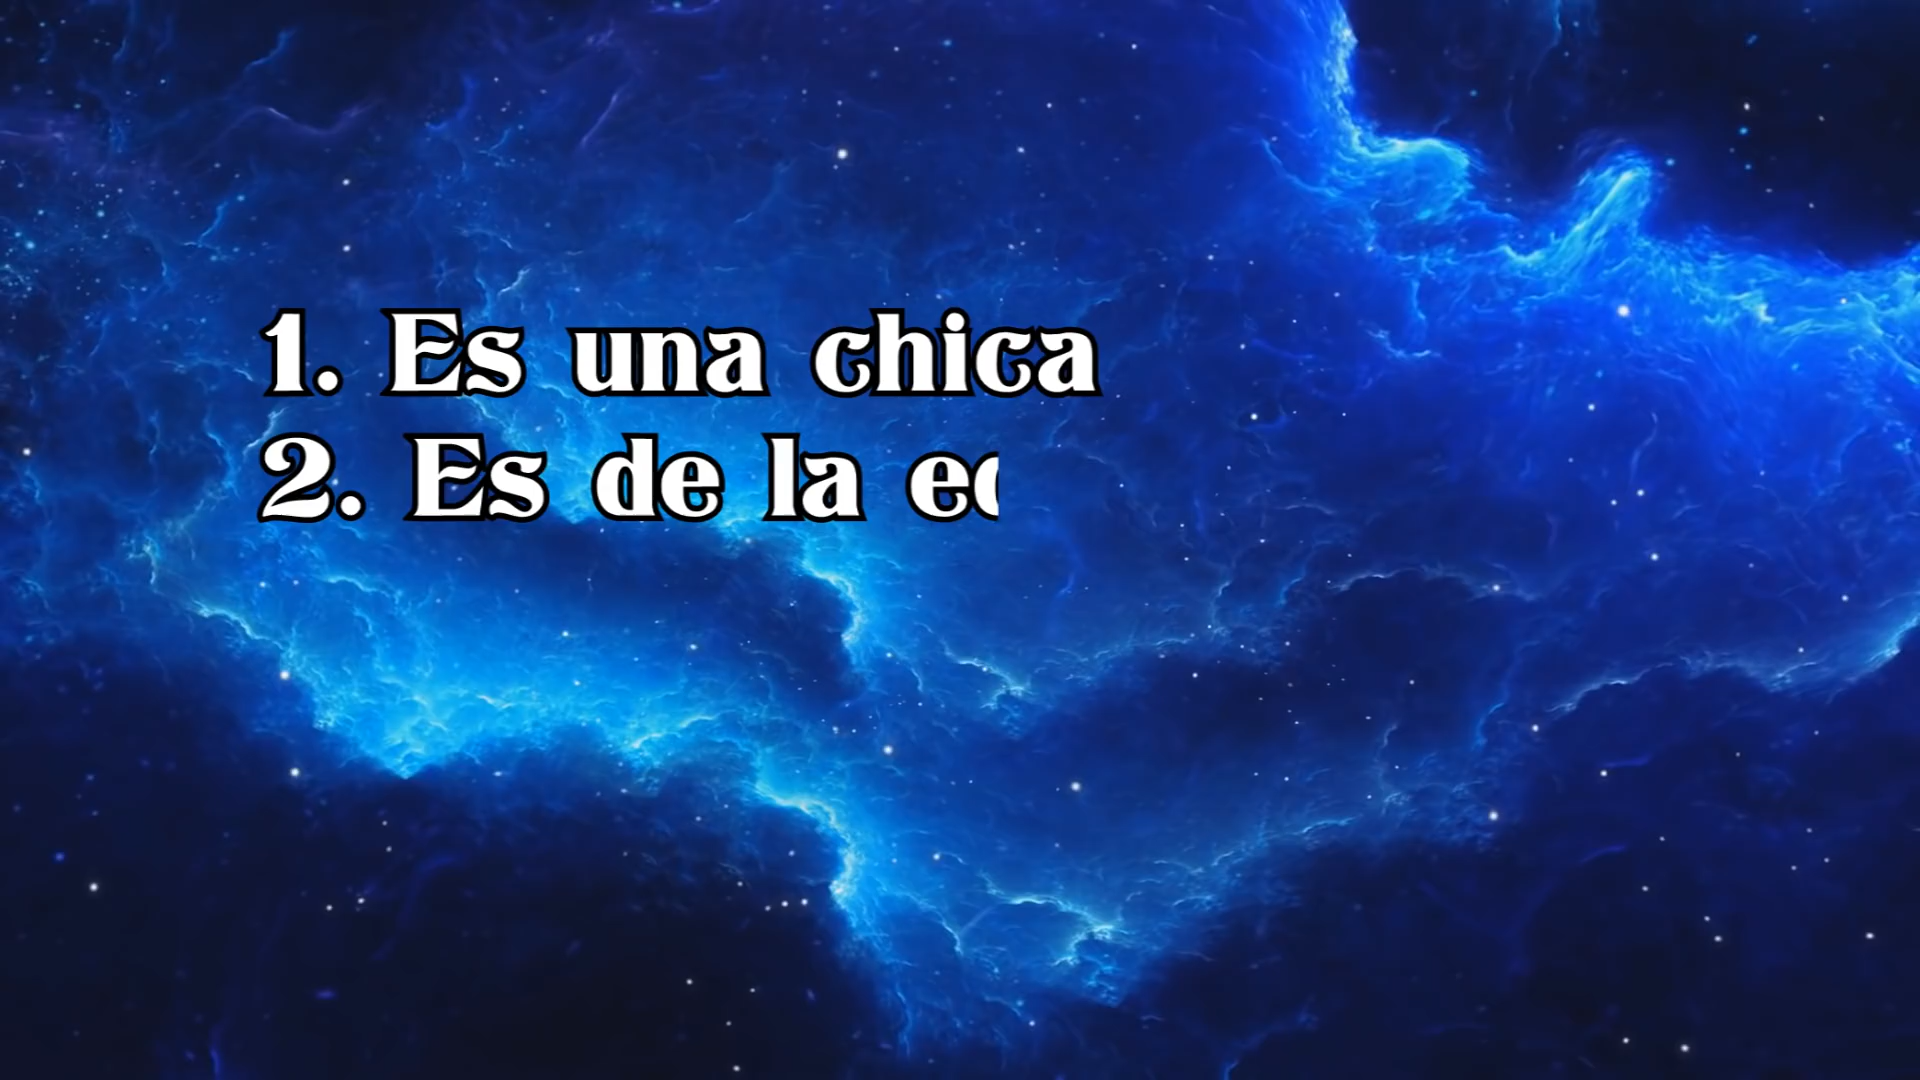 1. Es una chica
2. Es de la